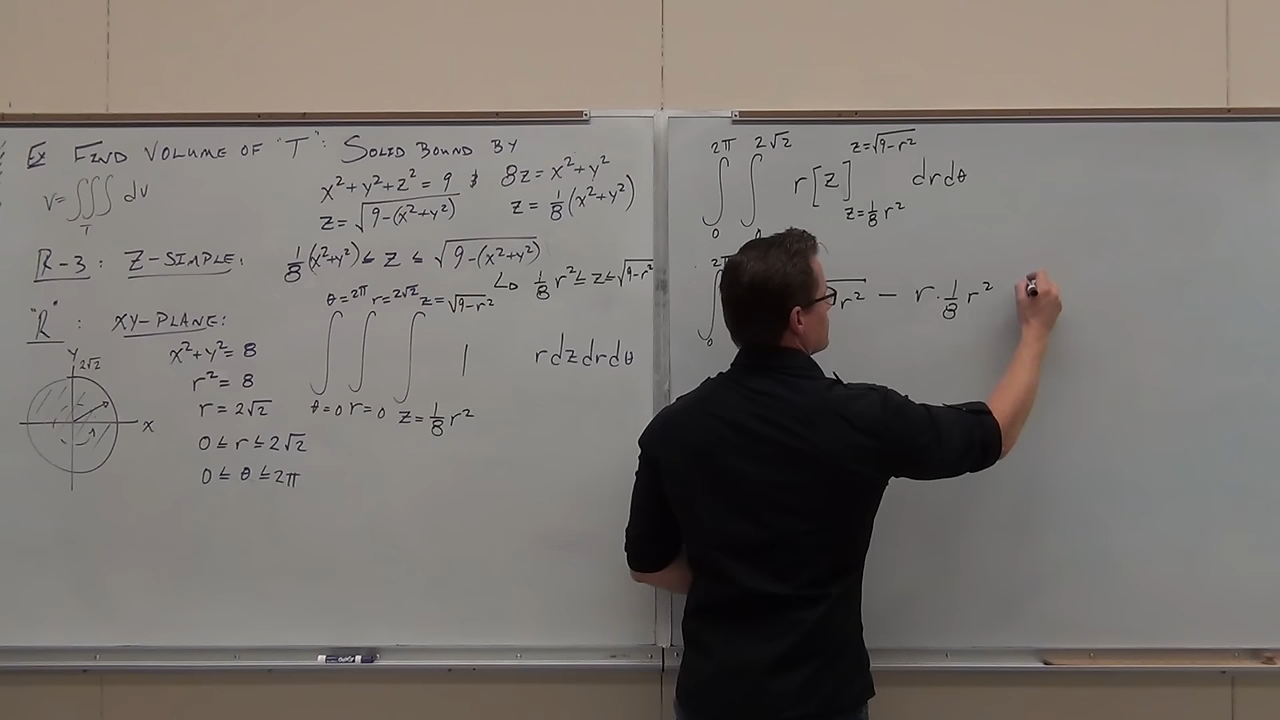 Ex FIND VOLUME OF "T": SOLID BOUND BY
V=∭ dV
T
x²+y²+z²=9 & 8z=x²+y²
z=√(9-(x²+y²)) z=1/8(x²+y²)
R-3: Z-SIMPLE: 1/8(x²+y²)≤ z ≤ √(9-(x²+y²))
↳ 1/8 r²≤z≤√(9-r²)
"R": XY-PLANE:
x²+y²=8
r²=8
r=2√2
0≤r≤2√2
0≤θ≤2π
y
2√2
x
θ=2π r=2√2 z=√(9-r²)
∫ ∫ ∫ 1 r dz dr dθ
θ=0 r=0 z=1/8 r²
2π 2√2 z=√(9-r²)
∫ ∫ r[z] dr dθ
0 0 z=1/8 r²
∫ r² − r·1/8 r²
0